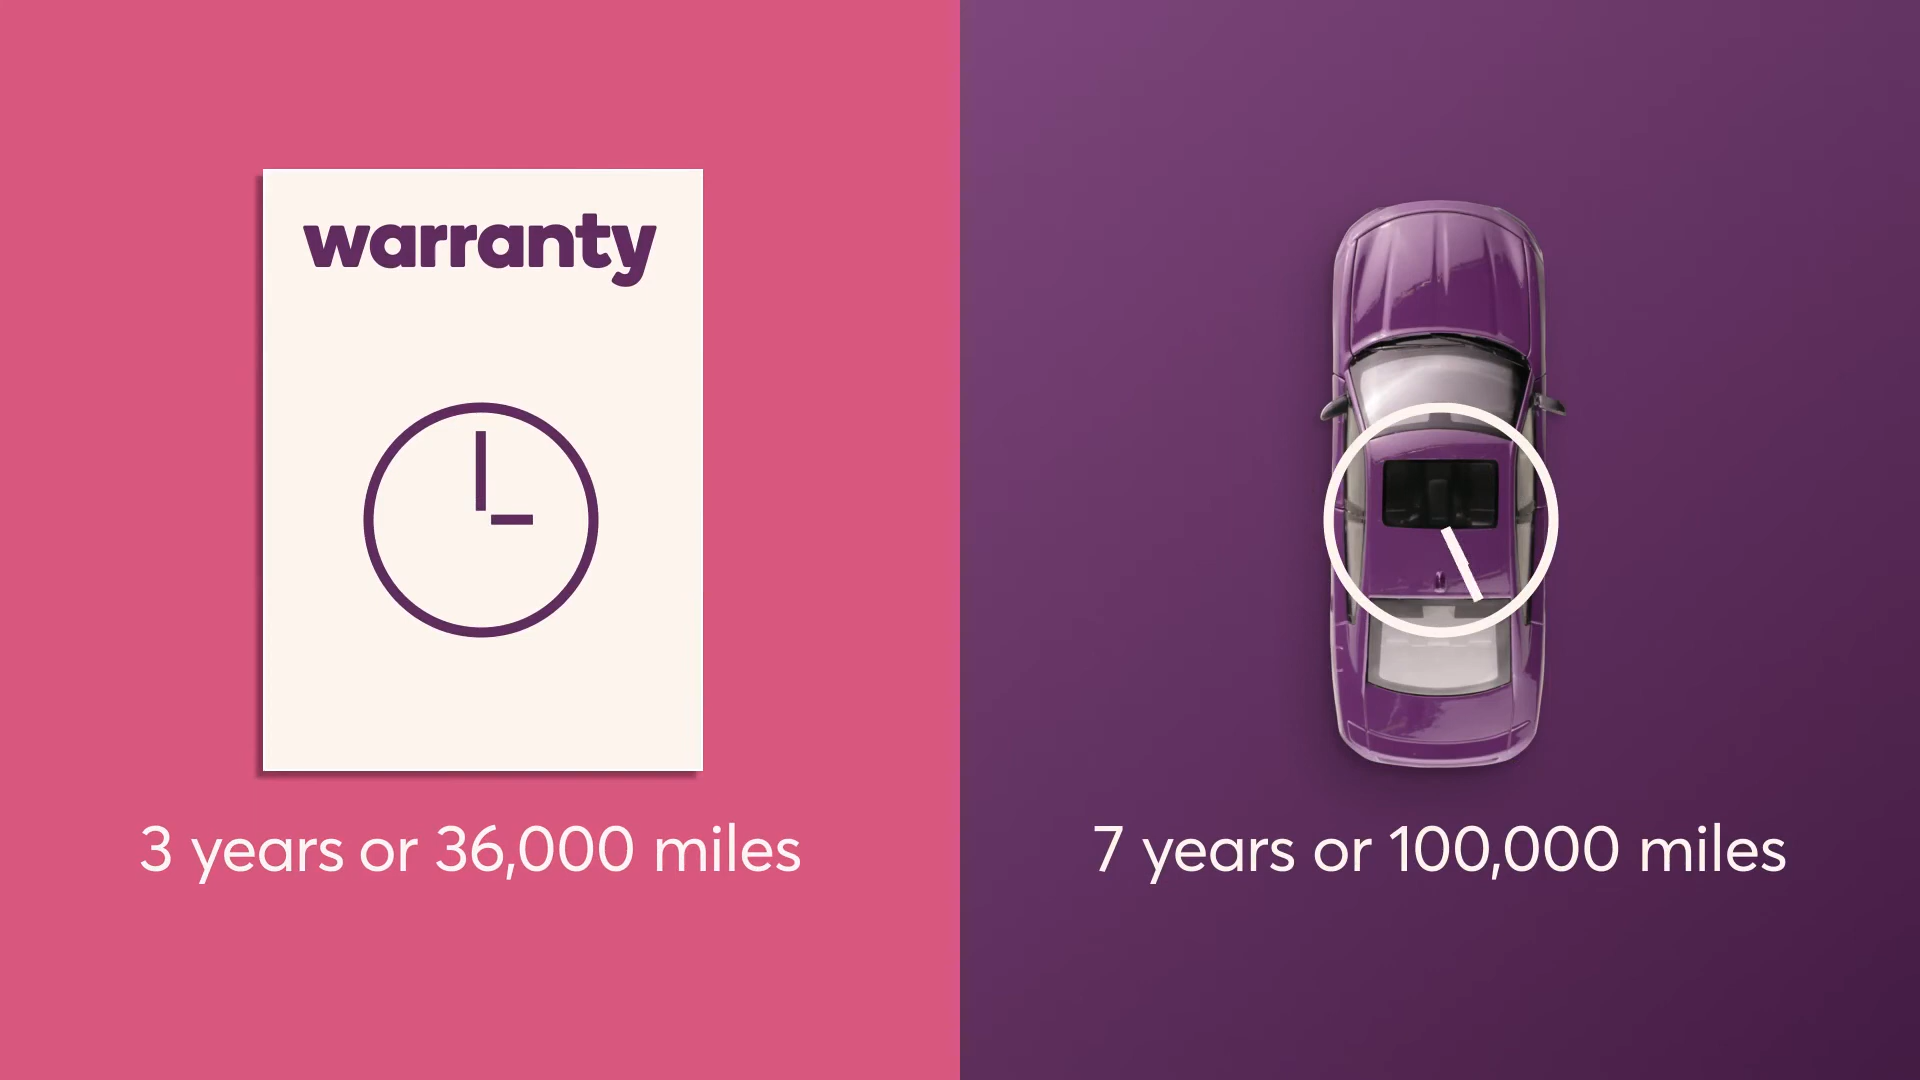 warranty
3 years or 36,000 miles
7 years or 100,000 miles